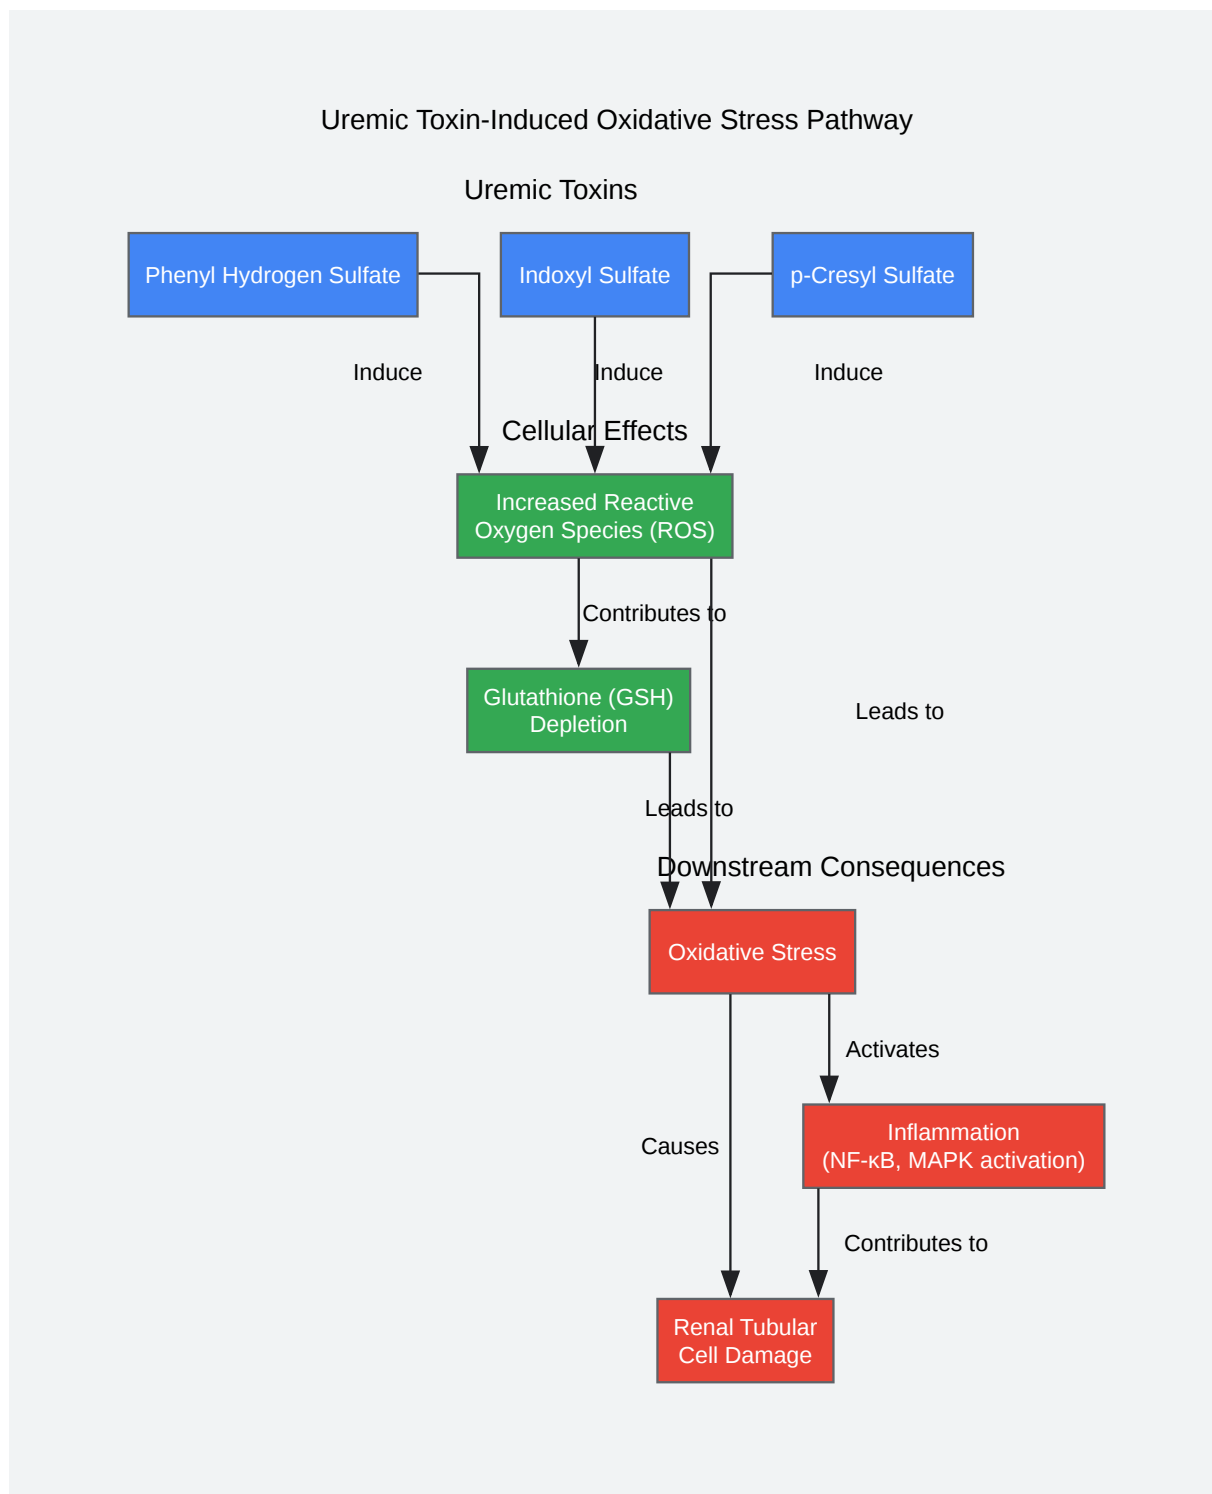 Uremic Toxin-Induced Oxidative Stress Pathway
Uremic Toxins
Phenyl Hydrogen Sulfate
Indoxyl Sulfate
p-Cresyl Sulfate
Induce
Induce
Induce
Cellular Effects
Increased Reactive
Oxygen Species (ROS)
Contributes to
Glutathione (GSH)
Depletion
Leads to
Leads to
Downstream Consequences
Oxidative Stress
Activates
Inflammation
(NF-κB, MAPK activation)
Causes
Contributes to
Renal Tubular
Cell Damage